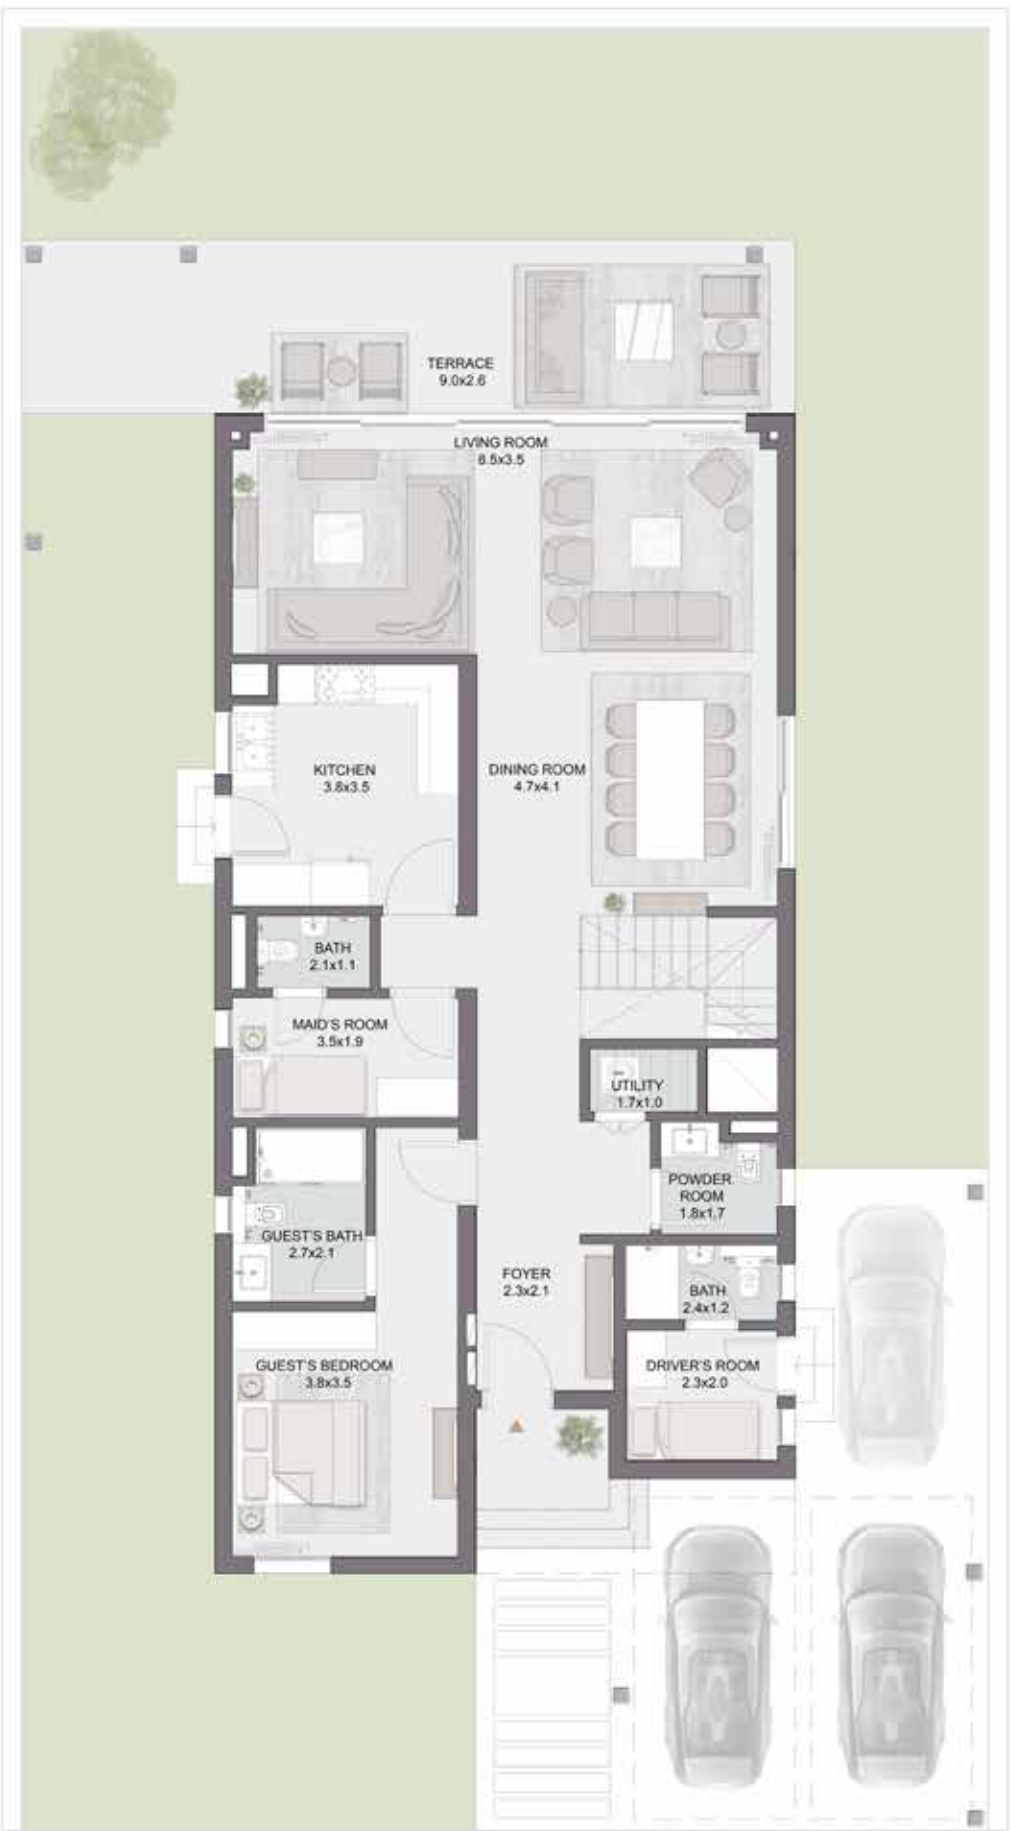 TERRACE
9.0x2.6
LIVING ROOM
6.5x3.5
KITCHEN
3.8x3.5
DINING ROOM
4.7x4.1
BATH
2.1x1.1
MAID'S ROOM
3.5x1.9
UTILITY
1.7x1.0
POWDER
ROOM
1.8x1.7
GUEST'S BATH
2.7x2.1
FOYER
2.3x2.1
BATH
2.4x1.2
GUEST'S BEDROOM
3.8x3.5
DRIVER'S ROOM
2.3x2.0